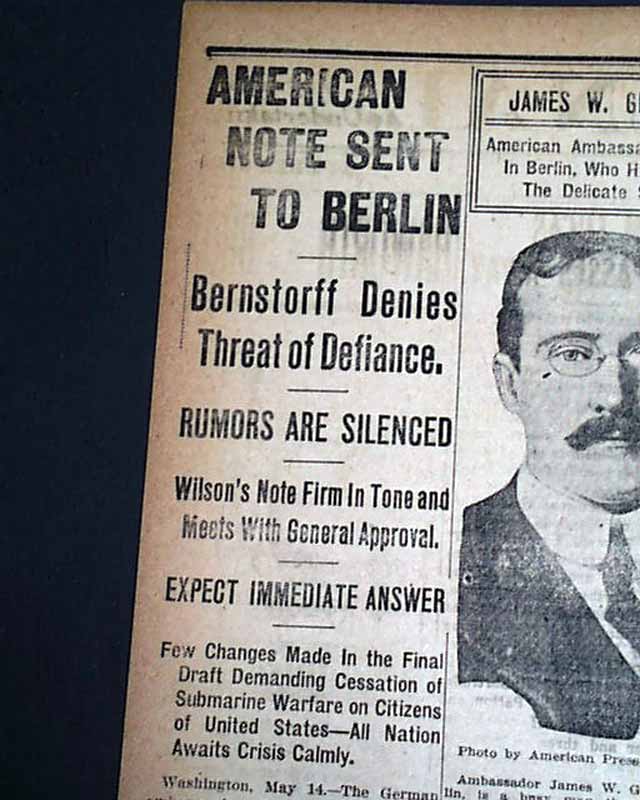 AMERICAN
NOTE SENT
TO BERLIN
Bernstorff Denies
Threat of Defiance.
RUMORS ARE SILENCED
Wilson's Note Firm In Tone and
Meets With General Approval.
EXPECT IMMEDIATE ANSWER
Few Changes Made In the Final
Draft Demanding Cessation of
Submarine Warfare on Citizens
of United States—All Nation
Awaits Crisis Calmly.
Washington, May 14.—The German
JAMES W. G
American Ambassa
In Berlin, Who H
The Delicate
Photo by American Press
Ambassador James W. G
lin, is a